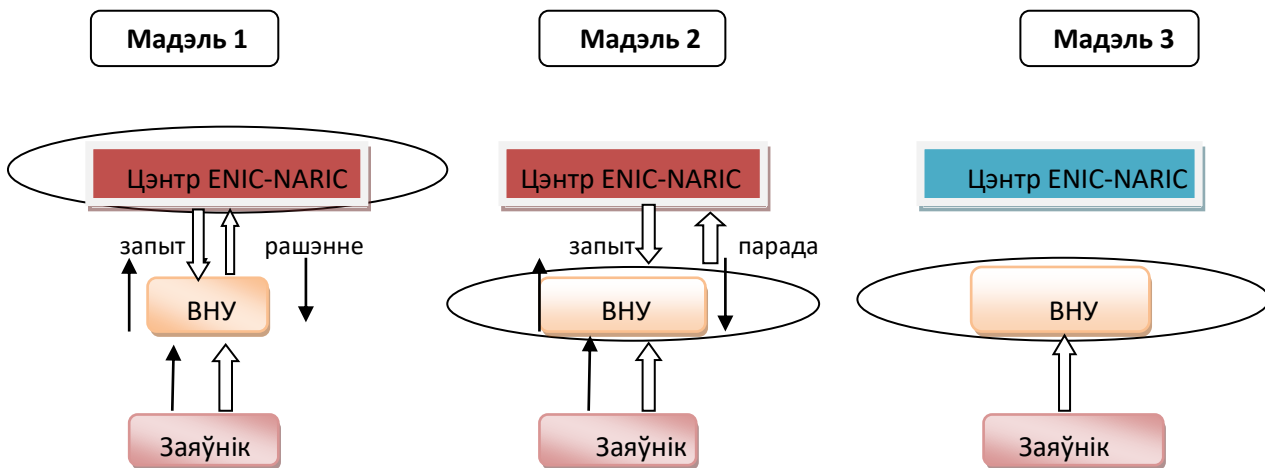 Мадэль 1
Мадэль 2
Мадэль 3
Цэнтр ENIC-NARIC
Цэнтр ENIC-NARIC
Цэнтр ENIC-NARIC
запыт
рашэнне
запыт
парада
ВНУ
ВНУ
ВНУ
Заяўнік
Заяўнік
Заяўнік